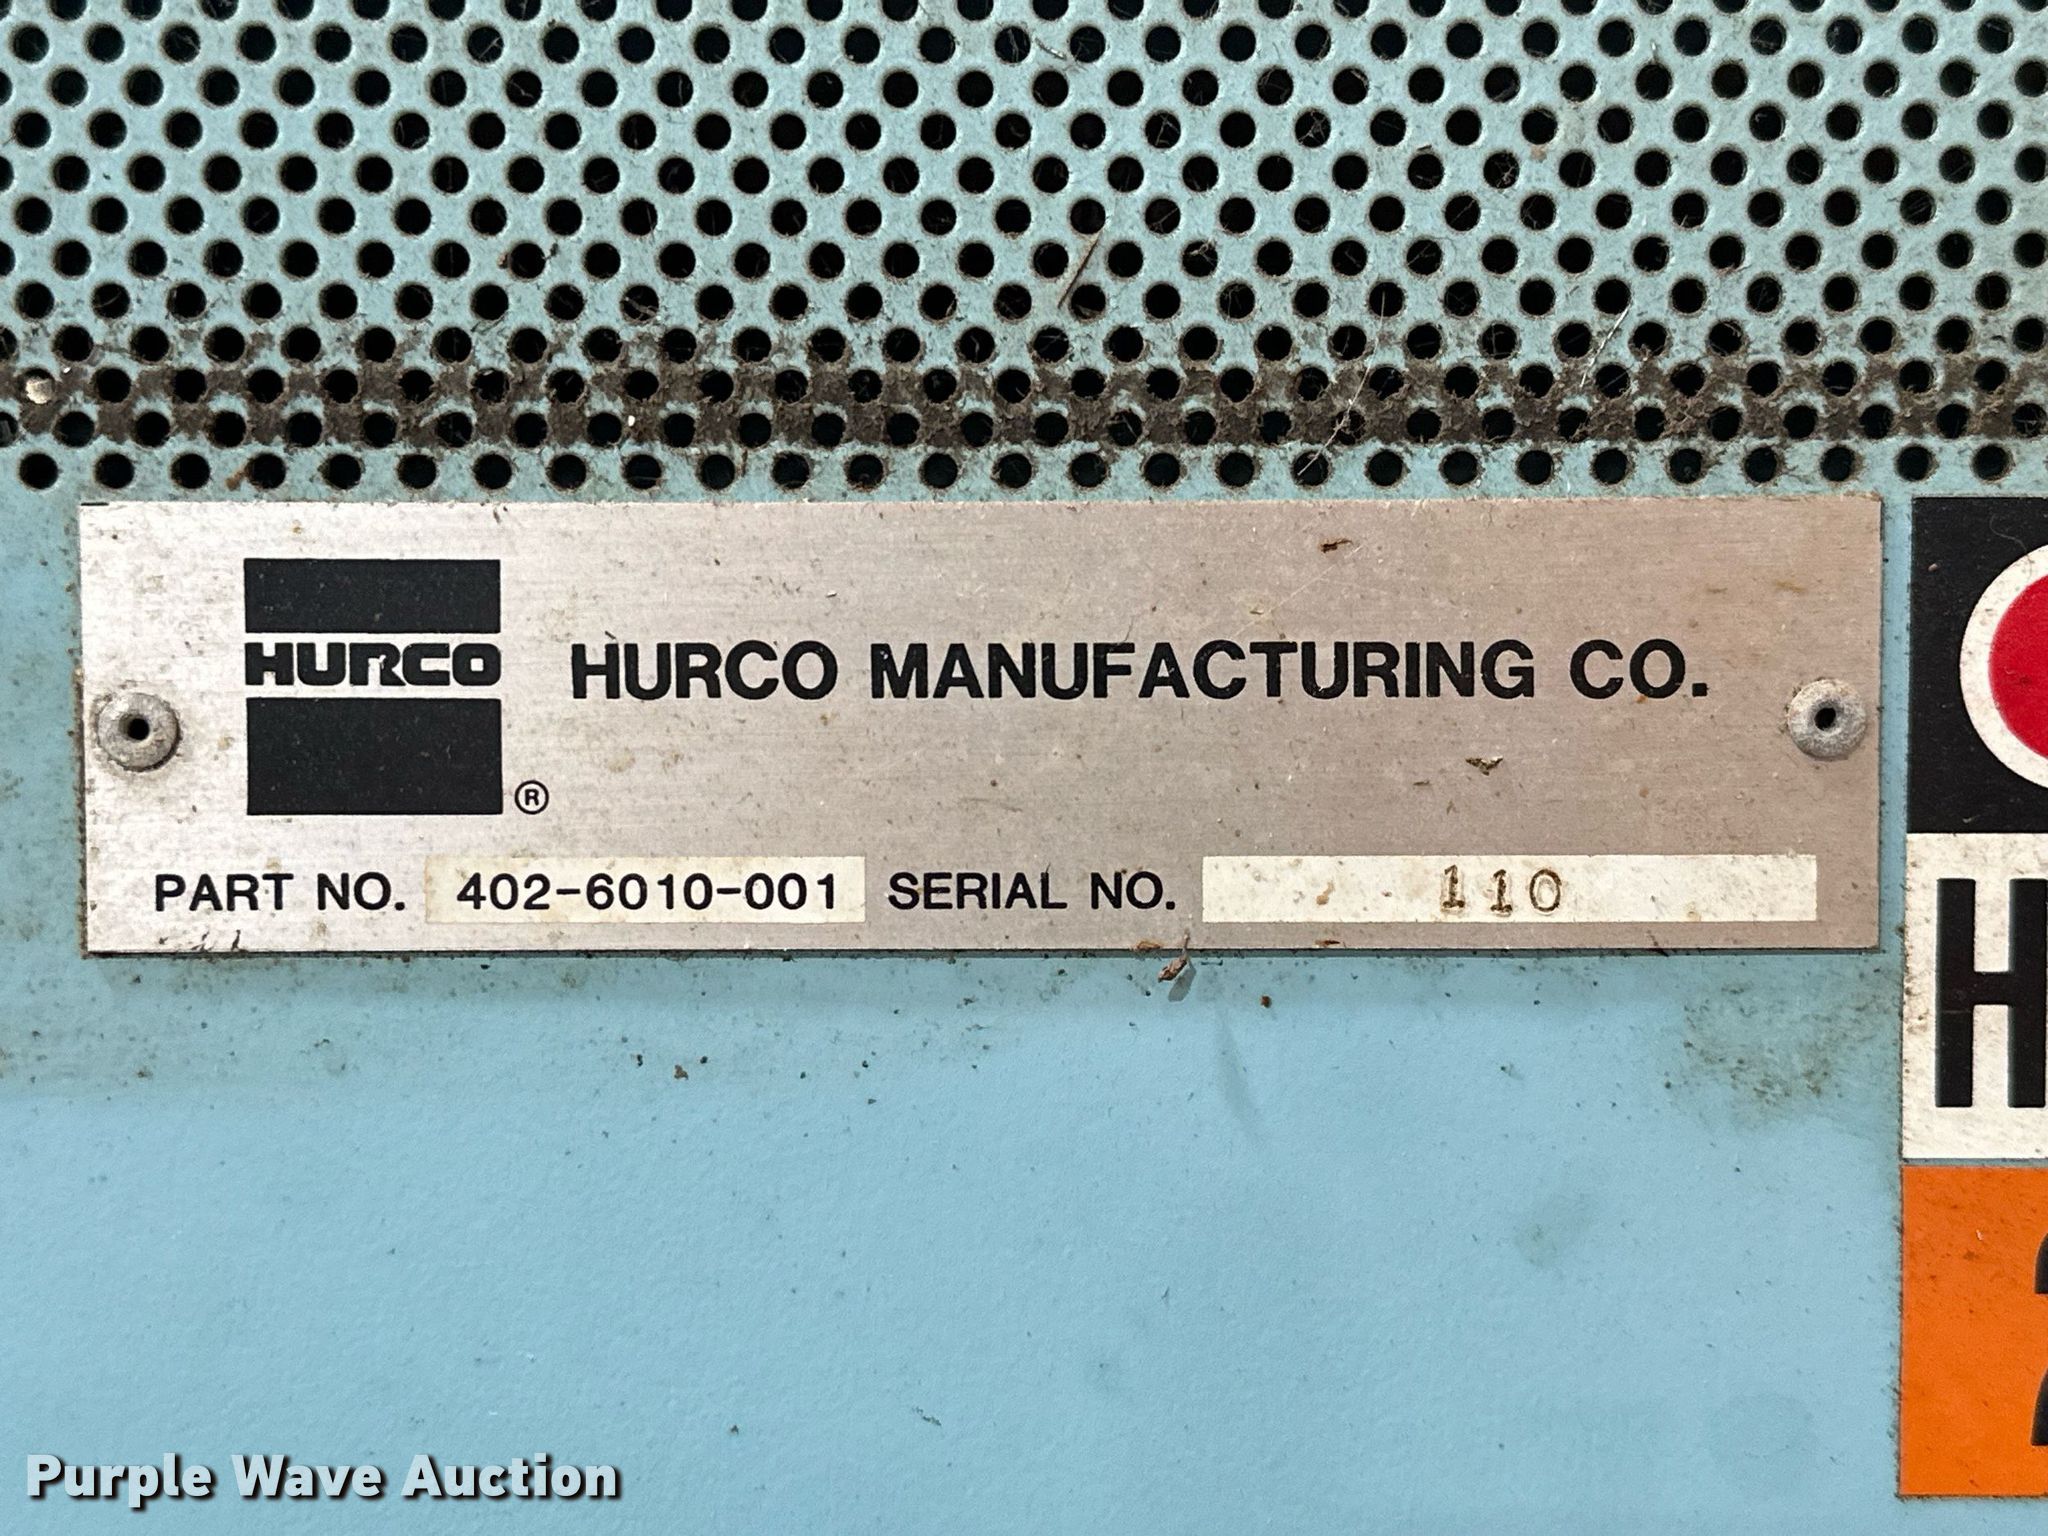 HURCO
HURCO MANUFACTURING CO.
®
PART NO. 402-6010-001 SERIAL NO. 110
H
Purple Wave Auction